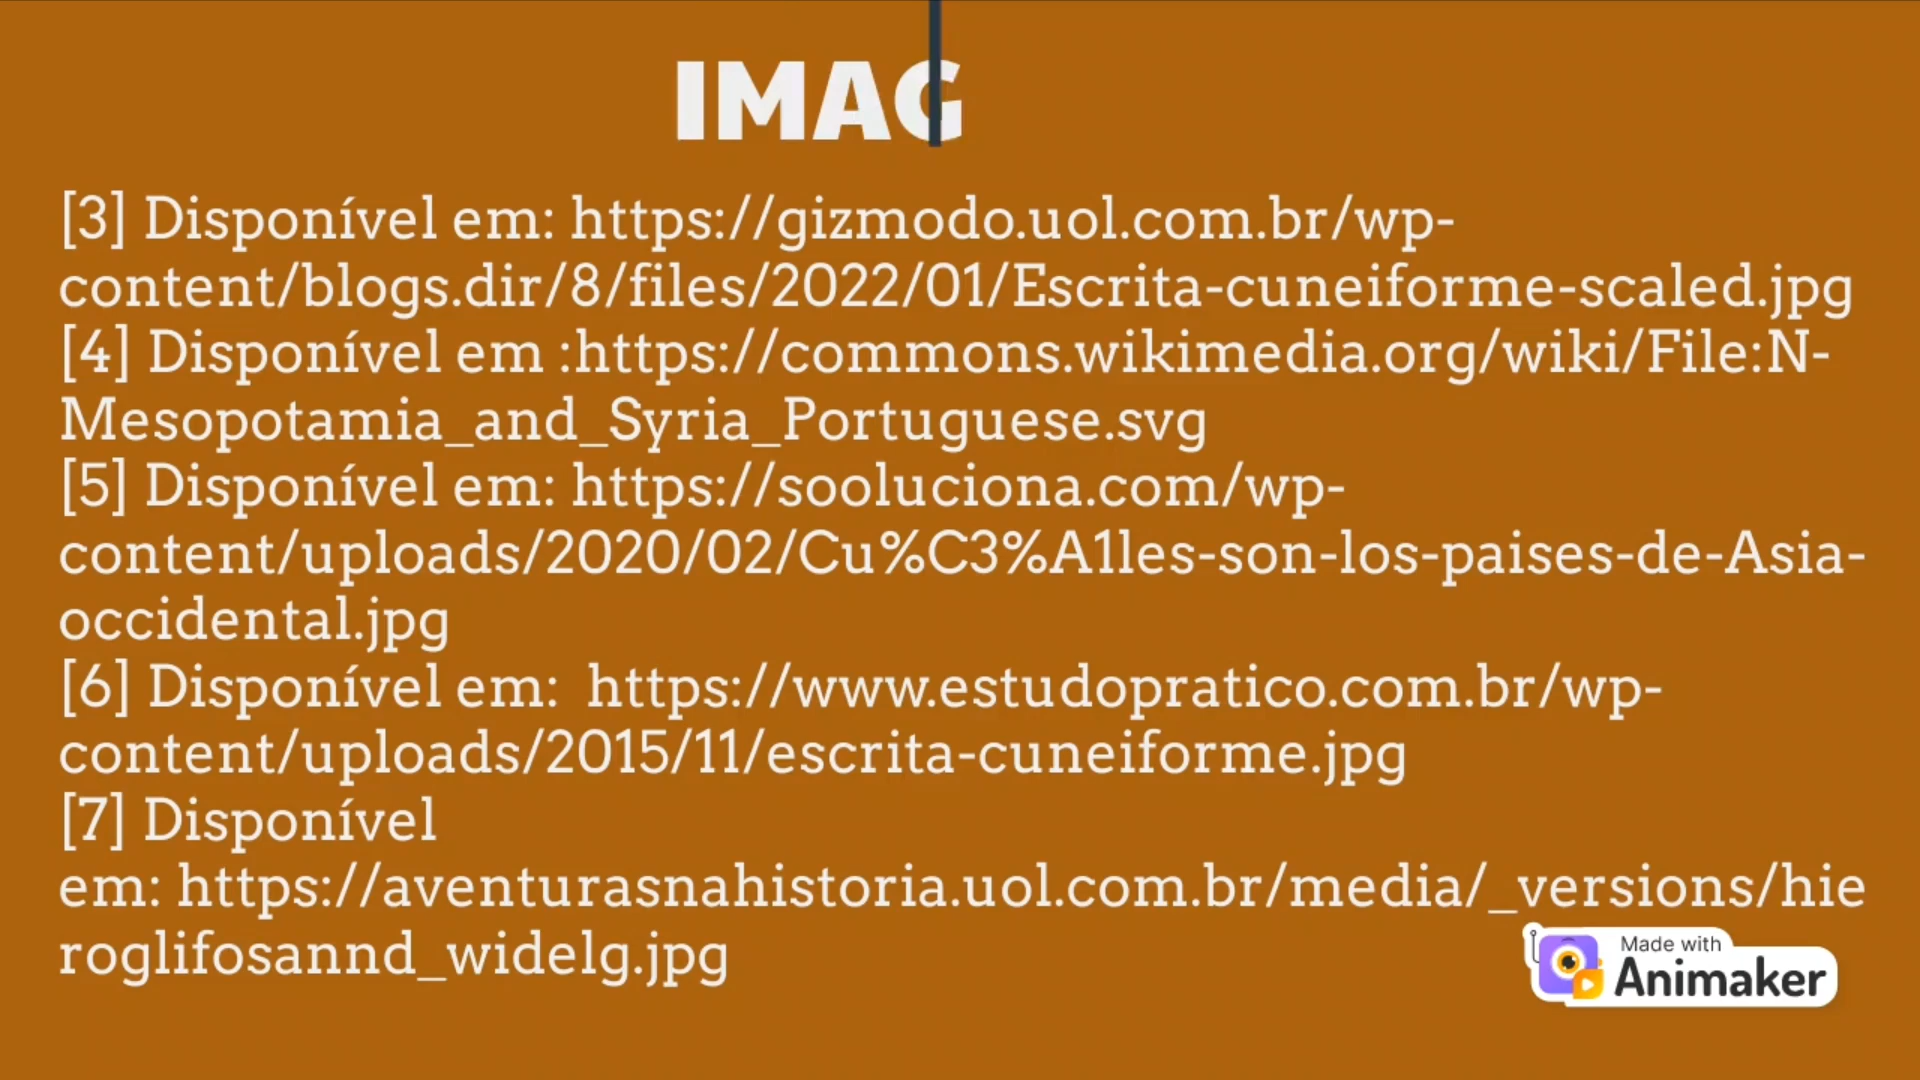 IMAG
[3] Disponível em: https://gizmodo.uol.com.br/wp-
content/blogs.dir/8/files/2022/01/Escrita-cuneiforme-scaled.jpg
[4] Disponível em :https://commons.wikimedia.org/wiki/File:N-
Mesopotamia_and_Syria_Portuguese.svg
[5] Disponível em: https://sooluciona.com/wp-
content/uploads/2020/02/Cu%C3%A1les-son-los-paises-de-Asia-
occidental.jpg
[6] Disponível em:  https://www.estudopratico.com.br/wp-
content/uploads/2015/11/escrita-cuneiforme.jpg
[7] Disponível
em: https://aventurasnahistoria.uol.com.br/media/_versions/hie
roglifosannd_widelg.jpg
Made with
Animaker